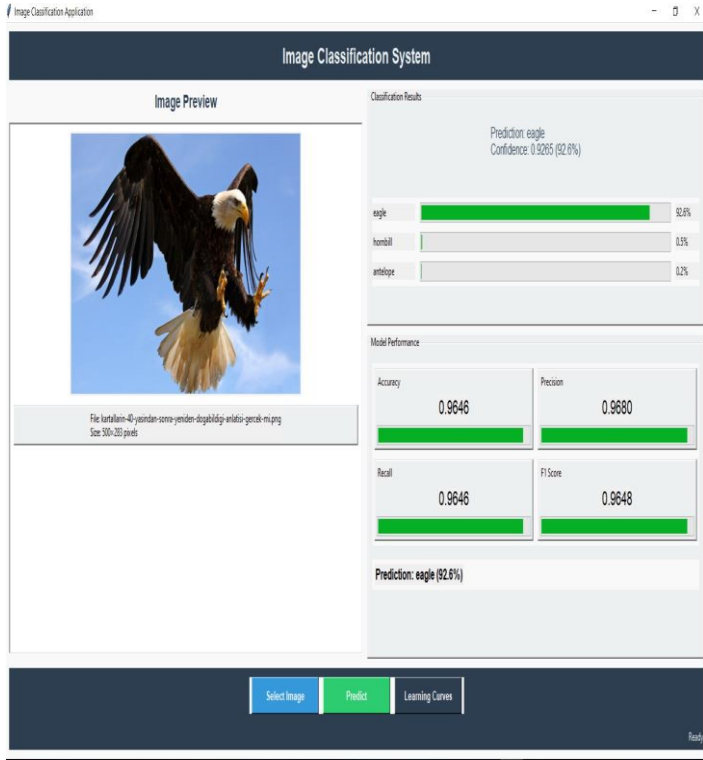 Image Classification Application
Image Classification System
Image Preview
File: kartallarin-40-yasindan-sonra-yeniden-dogabildigi-anlatisi-gercek-mi.png
Size: 500×283 pixels
Classification Results
Prediction: eagle
Confidence: 0.9265 (92.6%)
eagle 92.6%
hornbill 0.5%
antelope 0.2%
Model Performance
Accuracy
0.9646
Precision
0.9680
Recall
0.9646
F1 Score
0.9648
Prediction: eagle (92.6%)
Select Image Predict Learning Curves
Ready